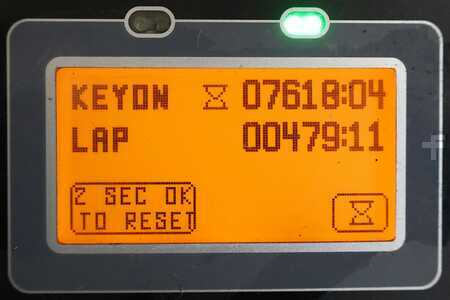 KEYON 07618:04
LAP 00479:11
2 SEC OK
TO RESET